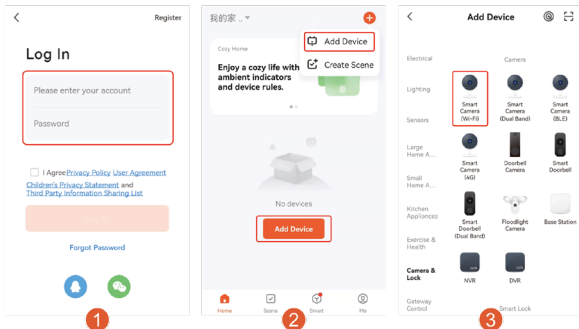 Register
Log In
Please enter your account
Password
I Agree Privacy Policy User Agreement
Children's Privacy Statement and
Third Party Information Sharing List
Forgot Password
1
我的家 .. ▾
Add Device
Create Scene
Cozy Home
Enjoy a cozy life with
ambient indicators
and device rules.
No devices
Add Device
Home
Scene
Smart
Me
2
Add Device
Electrical
Lighting
Sensors
Large
Home A...
Small
Home A...
Kitchen
Appliances
Exercise &
Health
Camera &
Lock
Gateway
Control
Camera
Smart
Camera
(Wi-Fi)
Smart
Camera
(Dual Band)
Smart
Camera
(BLE)
Smart
Camera
(4G)
Doorbell
Camera
Smart
Doorbell
Smart
Doorbell
(Dual Band)
Floodlight
Camera
Base Station
NVR
DVR
Smart Lock
3